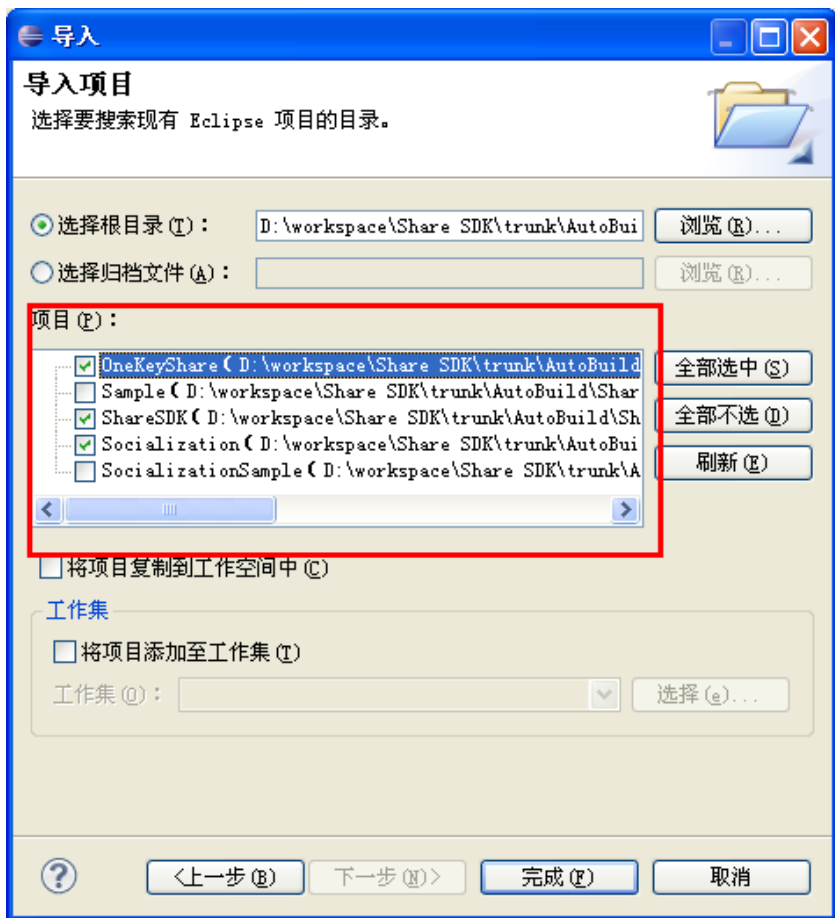 导入
导入项目
选择要搜索现有 Eclipse 项目的目录。
选择根目录(T)： D:\workspace\Share SDK\trunk\AutoBui 浏览(R)...
选择归档文件(A)： 浏览(R)...
项目(P)：
OneKeyShare（D:\workspace\Share SDK\trunk\AutoBuild 全部选中(S)
Sample（D:\workspace\Share SDK\trunk\AutoBuild\Shar
ShareSDK（D:\workspace\Share SDK\trunk\AutoBuild\Sh 全部不选(D)
Socialization（D:\workspace\Share SDK\trunk\AutoBui
SocializationSample（D:\workspace\Share SDK\trunk\A 刷新(E)
将项目复制到工作空间中(C)
工作集
将项目添加至工作集(T)
工作集(O)： 选择(e)...
? <上一步(B) 下一步(N)> 完成(F) 取消